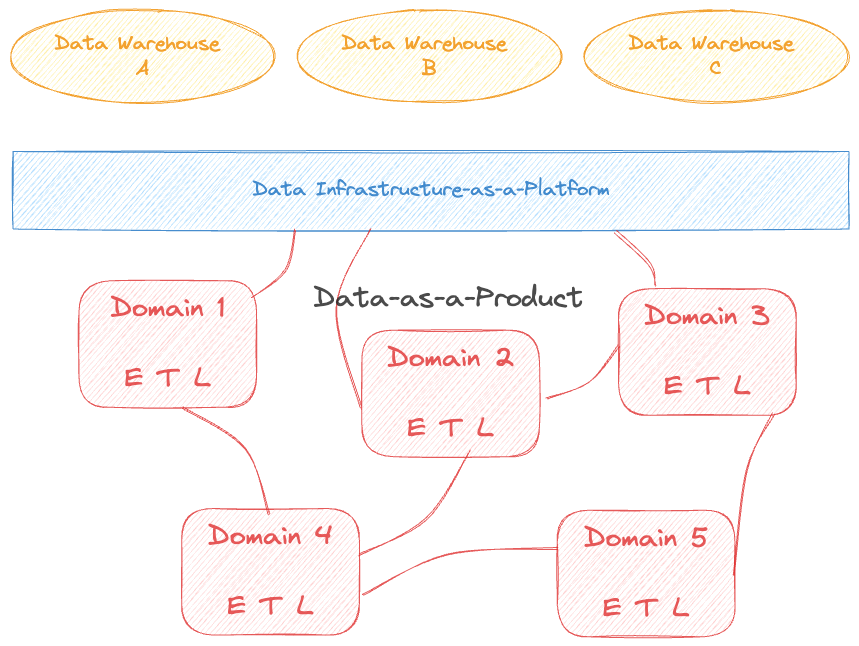 Data Warehouse
A
Data Warehouse
B
Data Warehouse
C
Data Infrastructure-as-a-Platform
Data-as-a-Product
Domain 1
E T L
Domain 2
E T L
Domain 3
E T L
Domain 4
E T L
Domain 5
E T L